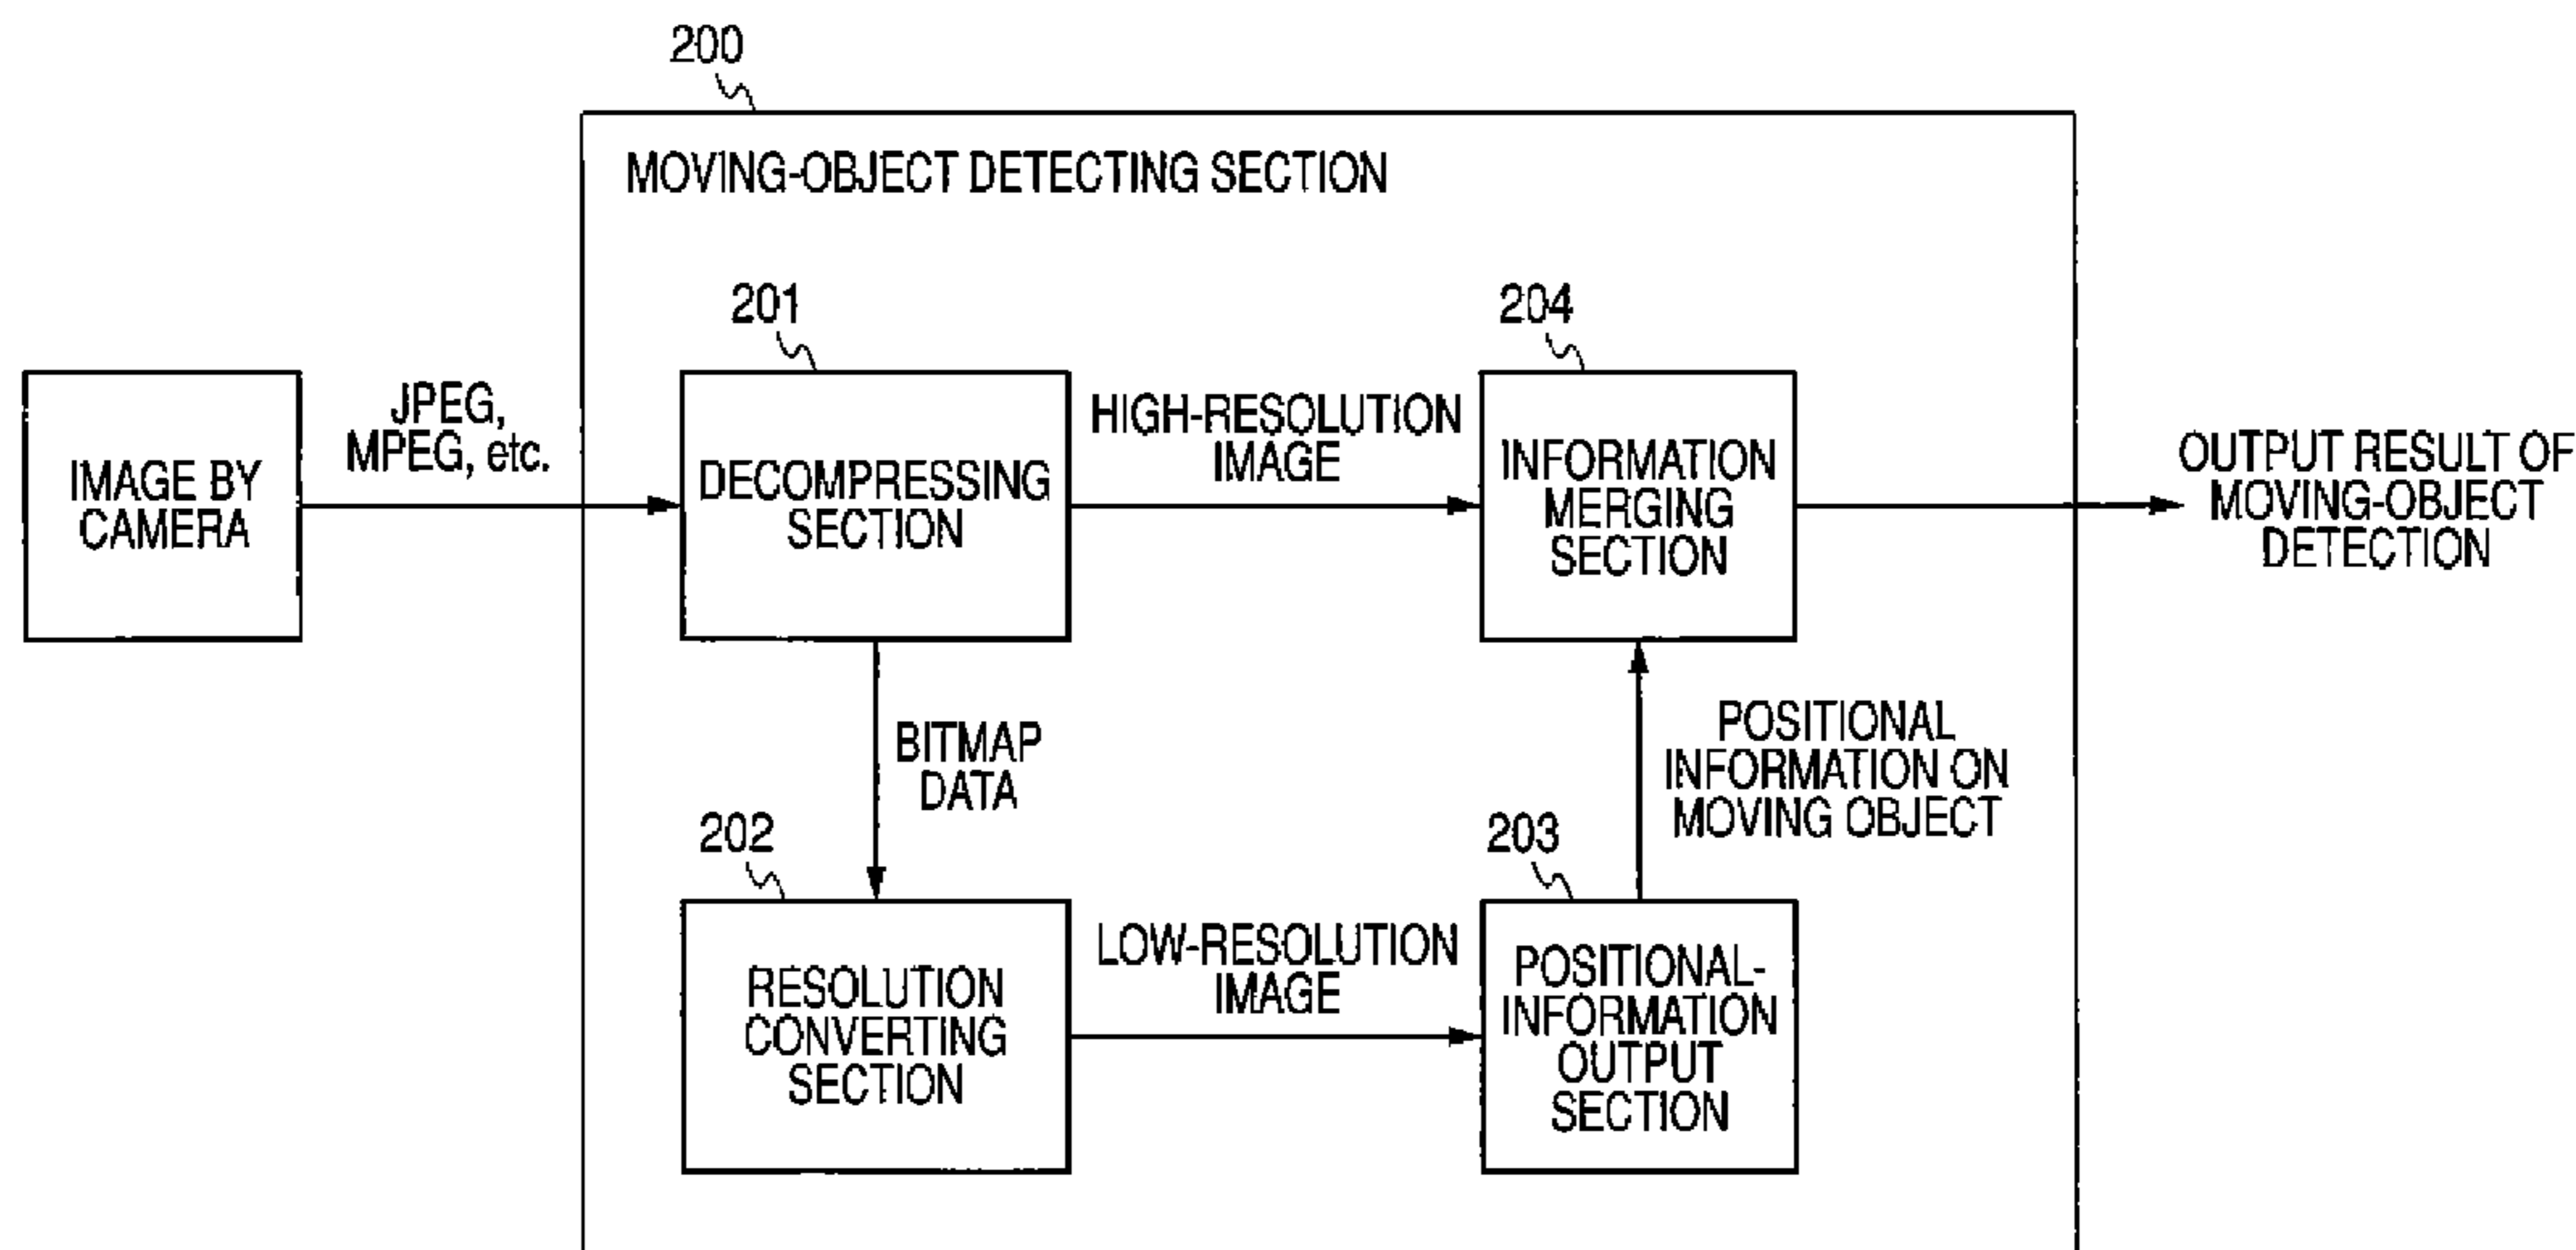 200
MOVING-OBJECT DETECTING SECTION
201
204
IMAGE BY
CAMERA
JPEG,
MPEG, etc.
DECOMPRESSING
SECTION
HIGH-RESOLUTION
IMAGE
INFORMATION
MERGING
SECTION
OUTPUT RESULT OF
MOVING-OBJECT
DETECTION
BITMAP
DATA
POSITIONAL
INFORMATION ON
MOVING OBJECT
202
203
RESOLUTION
CONVERTING
SECTION
LOW-RESOLUTION
IMAGE
POSITIONAL-
INFORMATION
OUTPUT
SECTION